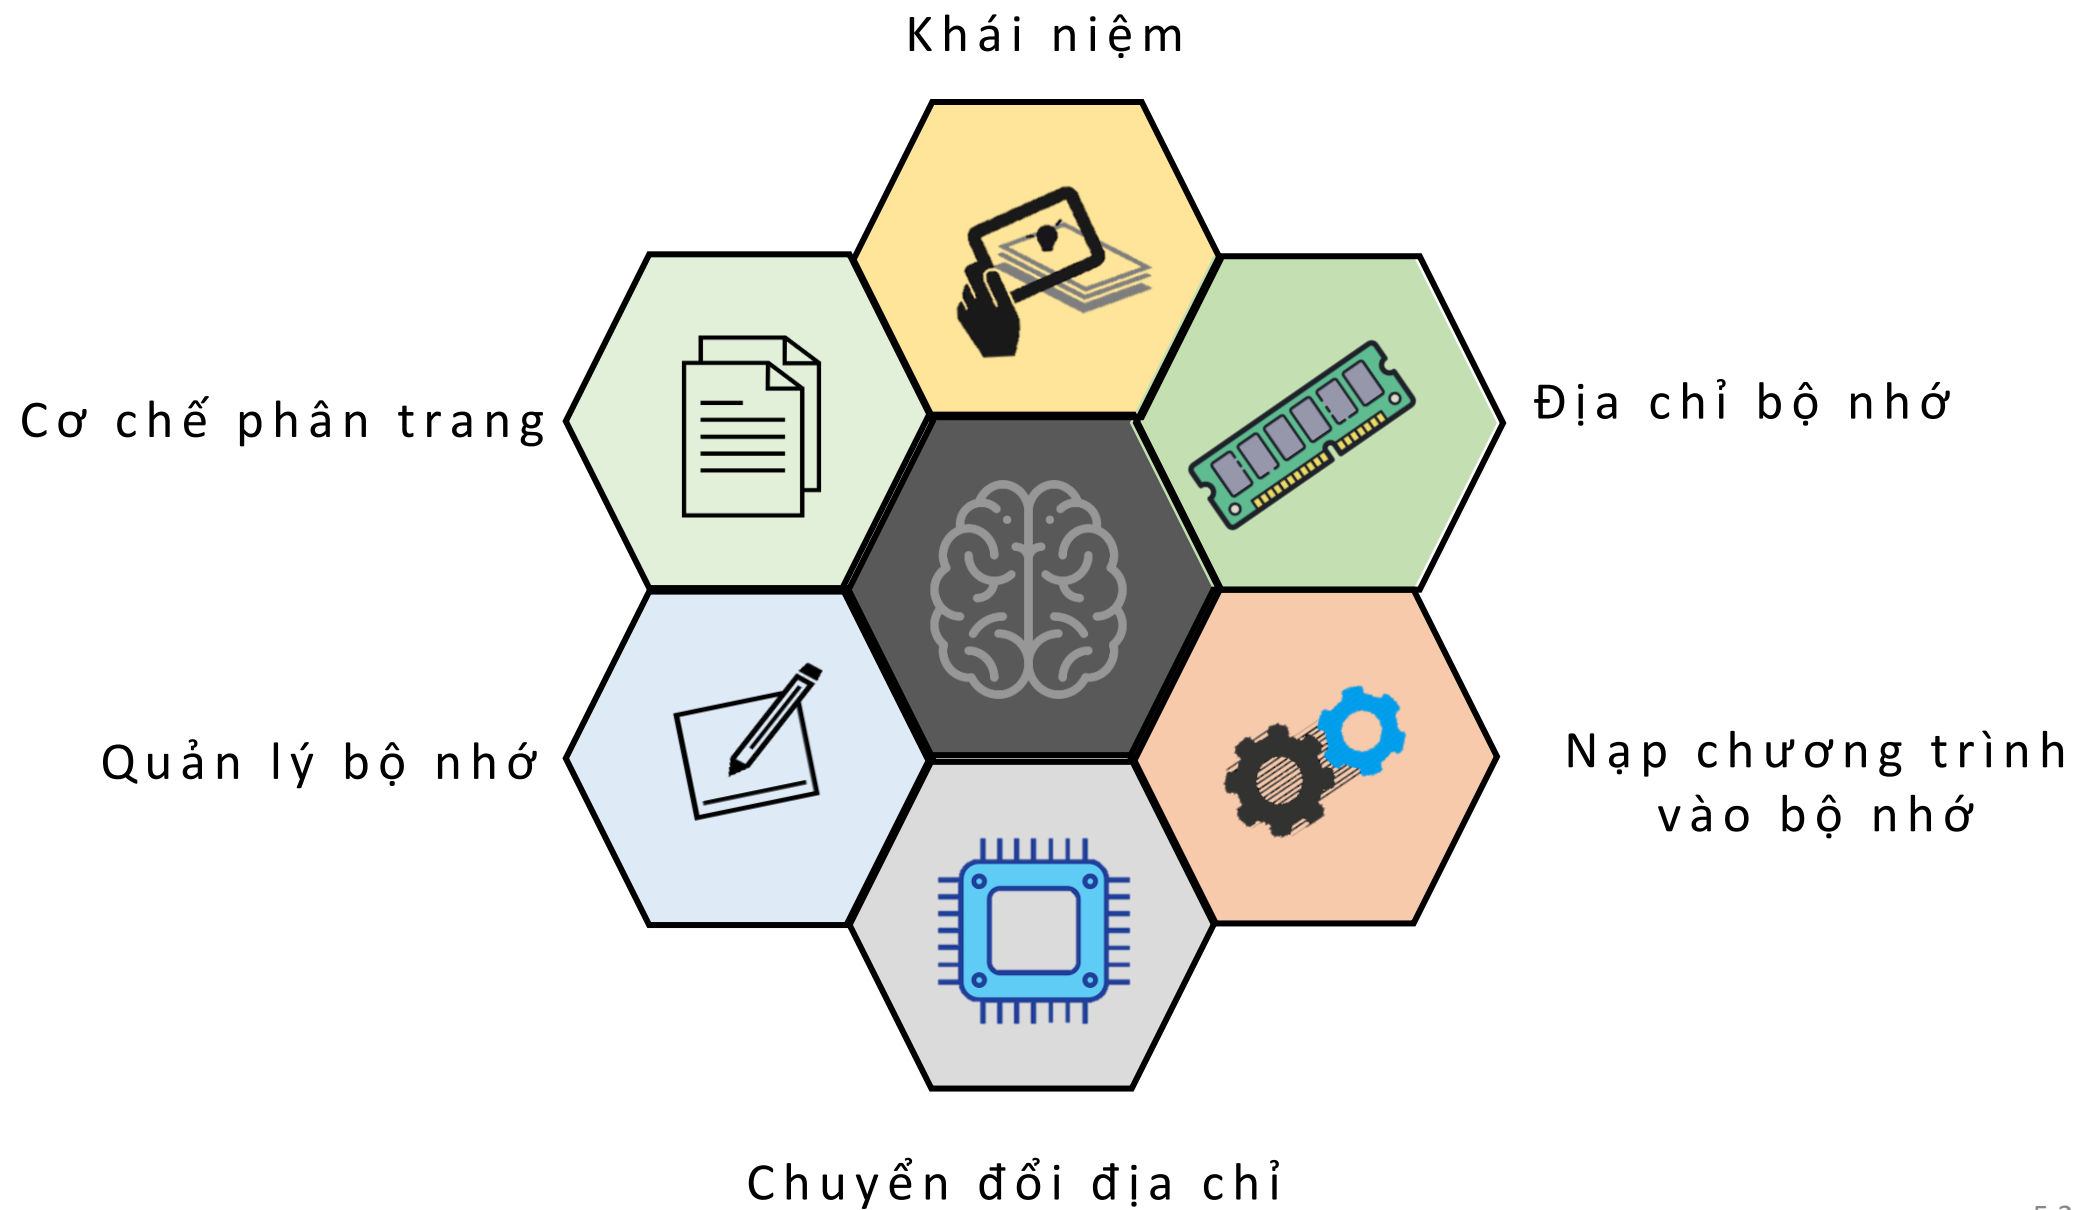 Khái niệm
Địa chỉ bộ nhớ
Cơ chế phân trang
Nạp chương trình
vào bộ nhớ
Quản lý bộ nhớ
Chuyển đổi địa chỉ